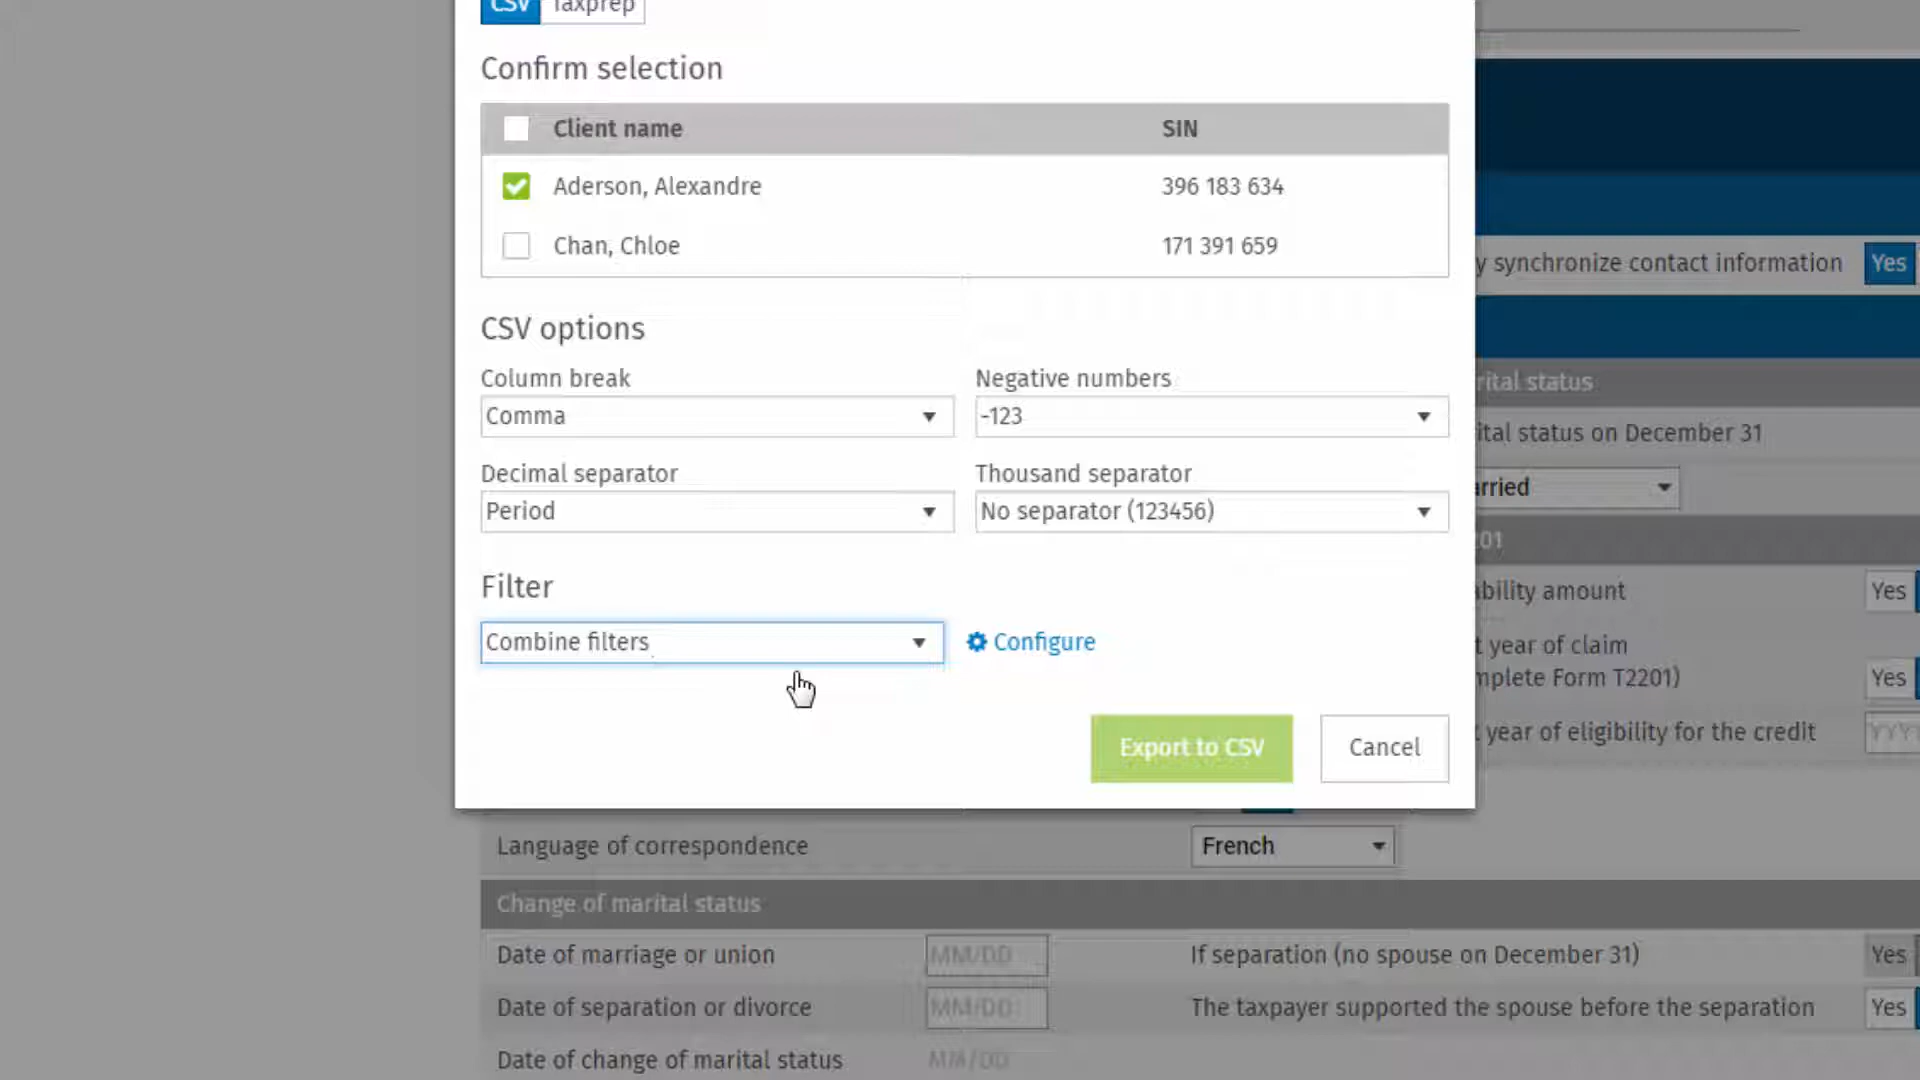 CSV Taxprep
Confirm selection
Client name SIN
Aderson, Alexandre 396 183 634
Chan, Chloe 171 391 659
y synchronize contact information Yes
CSV options
Column break Negative numbers
rital status
Comma -123
ital status on December 31
Decimal separator Thousand separator
arried
Period No separator (123456)
201
Filter
bility amount Yes
Combine filters Configure
t year of claim
mplete Form T2201) Yes
t year of eligibility for the credit YYY
Export to CSV Cancel
Language of correspondence French
Change of marital status
Date of marriage or union MM/DD If separation (no spouse on December 31) Yes
Date of separation or divorce MM/DD The taxpayer supported the spouse before the separation Yes
Date of change of marital status MM/DD